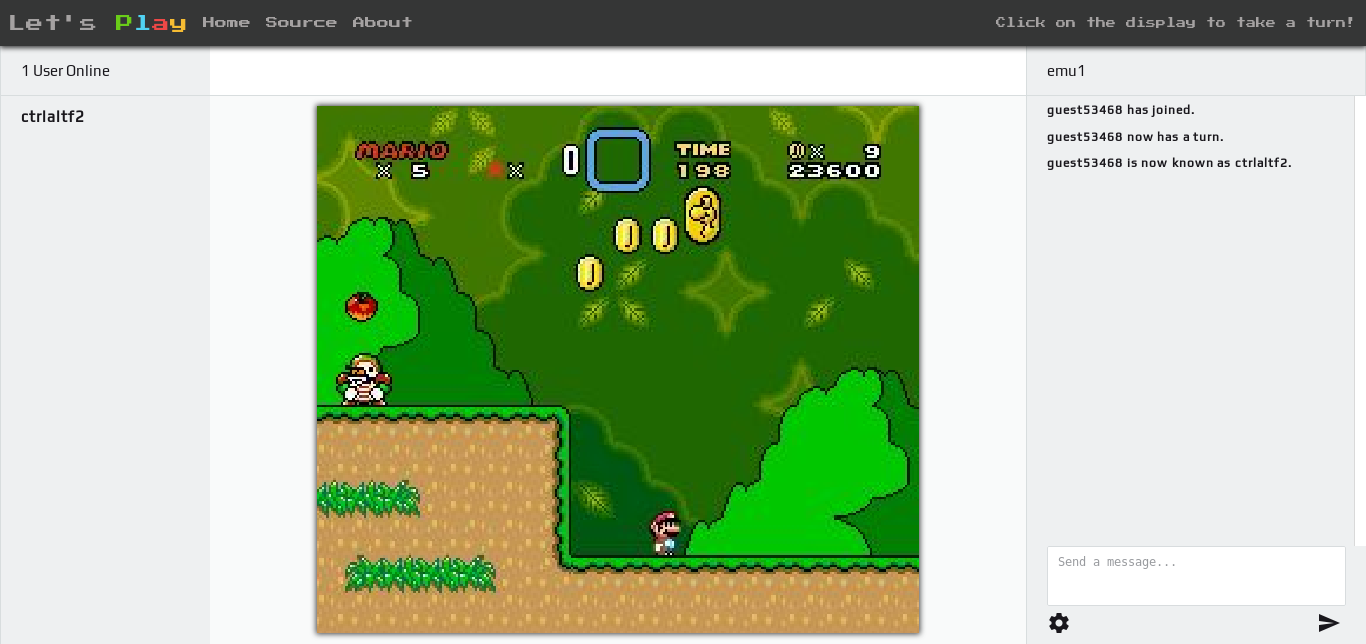 Let's Play Home Source About Click on the display to take a turn!
1 User Online
emu1
ctrlaltf2
guest53468 has joined.
guest53468 now has a turn.
guest53468 is now known as ctrlaltf2.
MARIO
x 5
x 0
TIME
198
x 9
23600
Send a message...